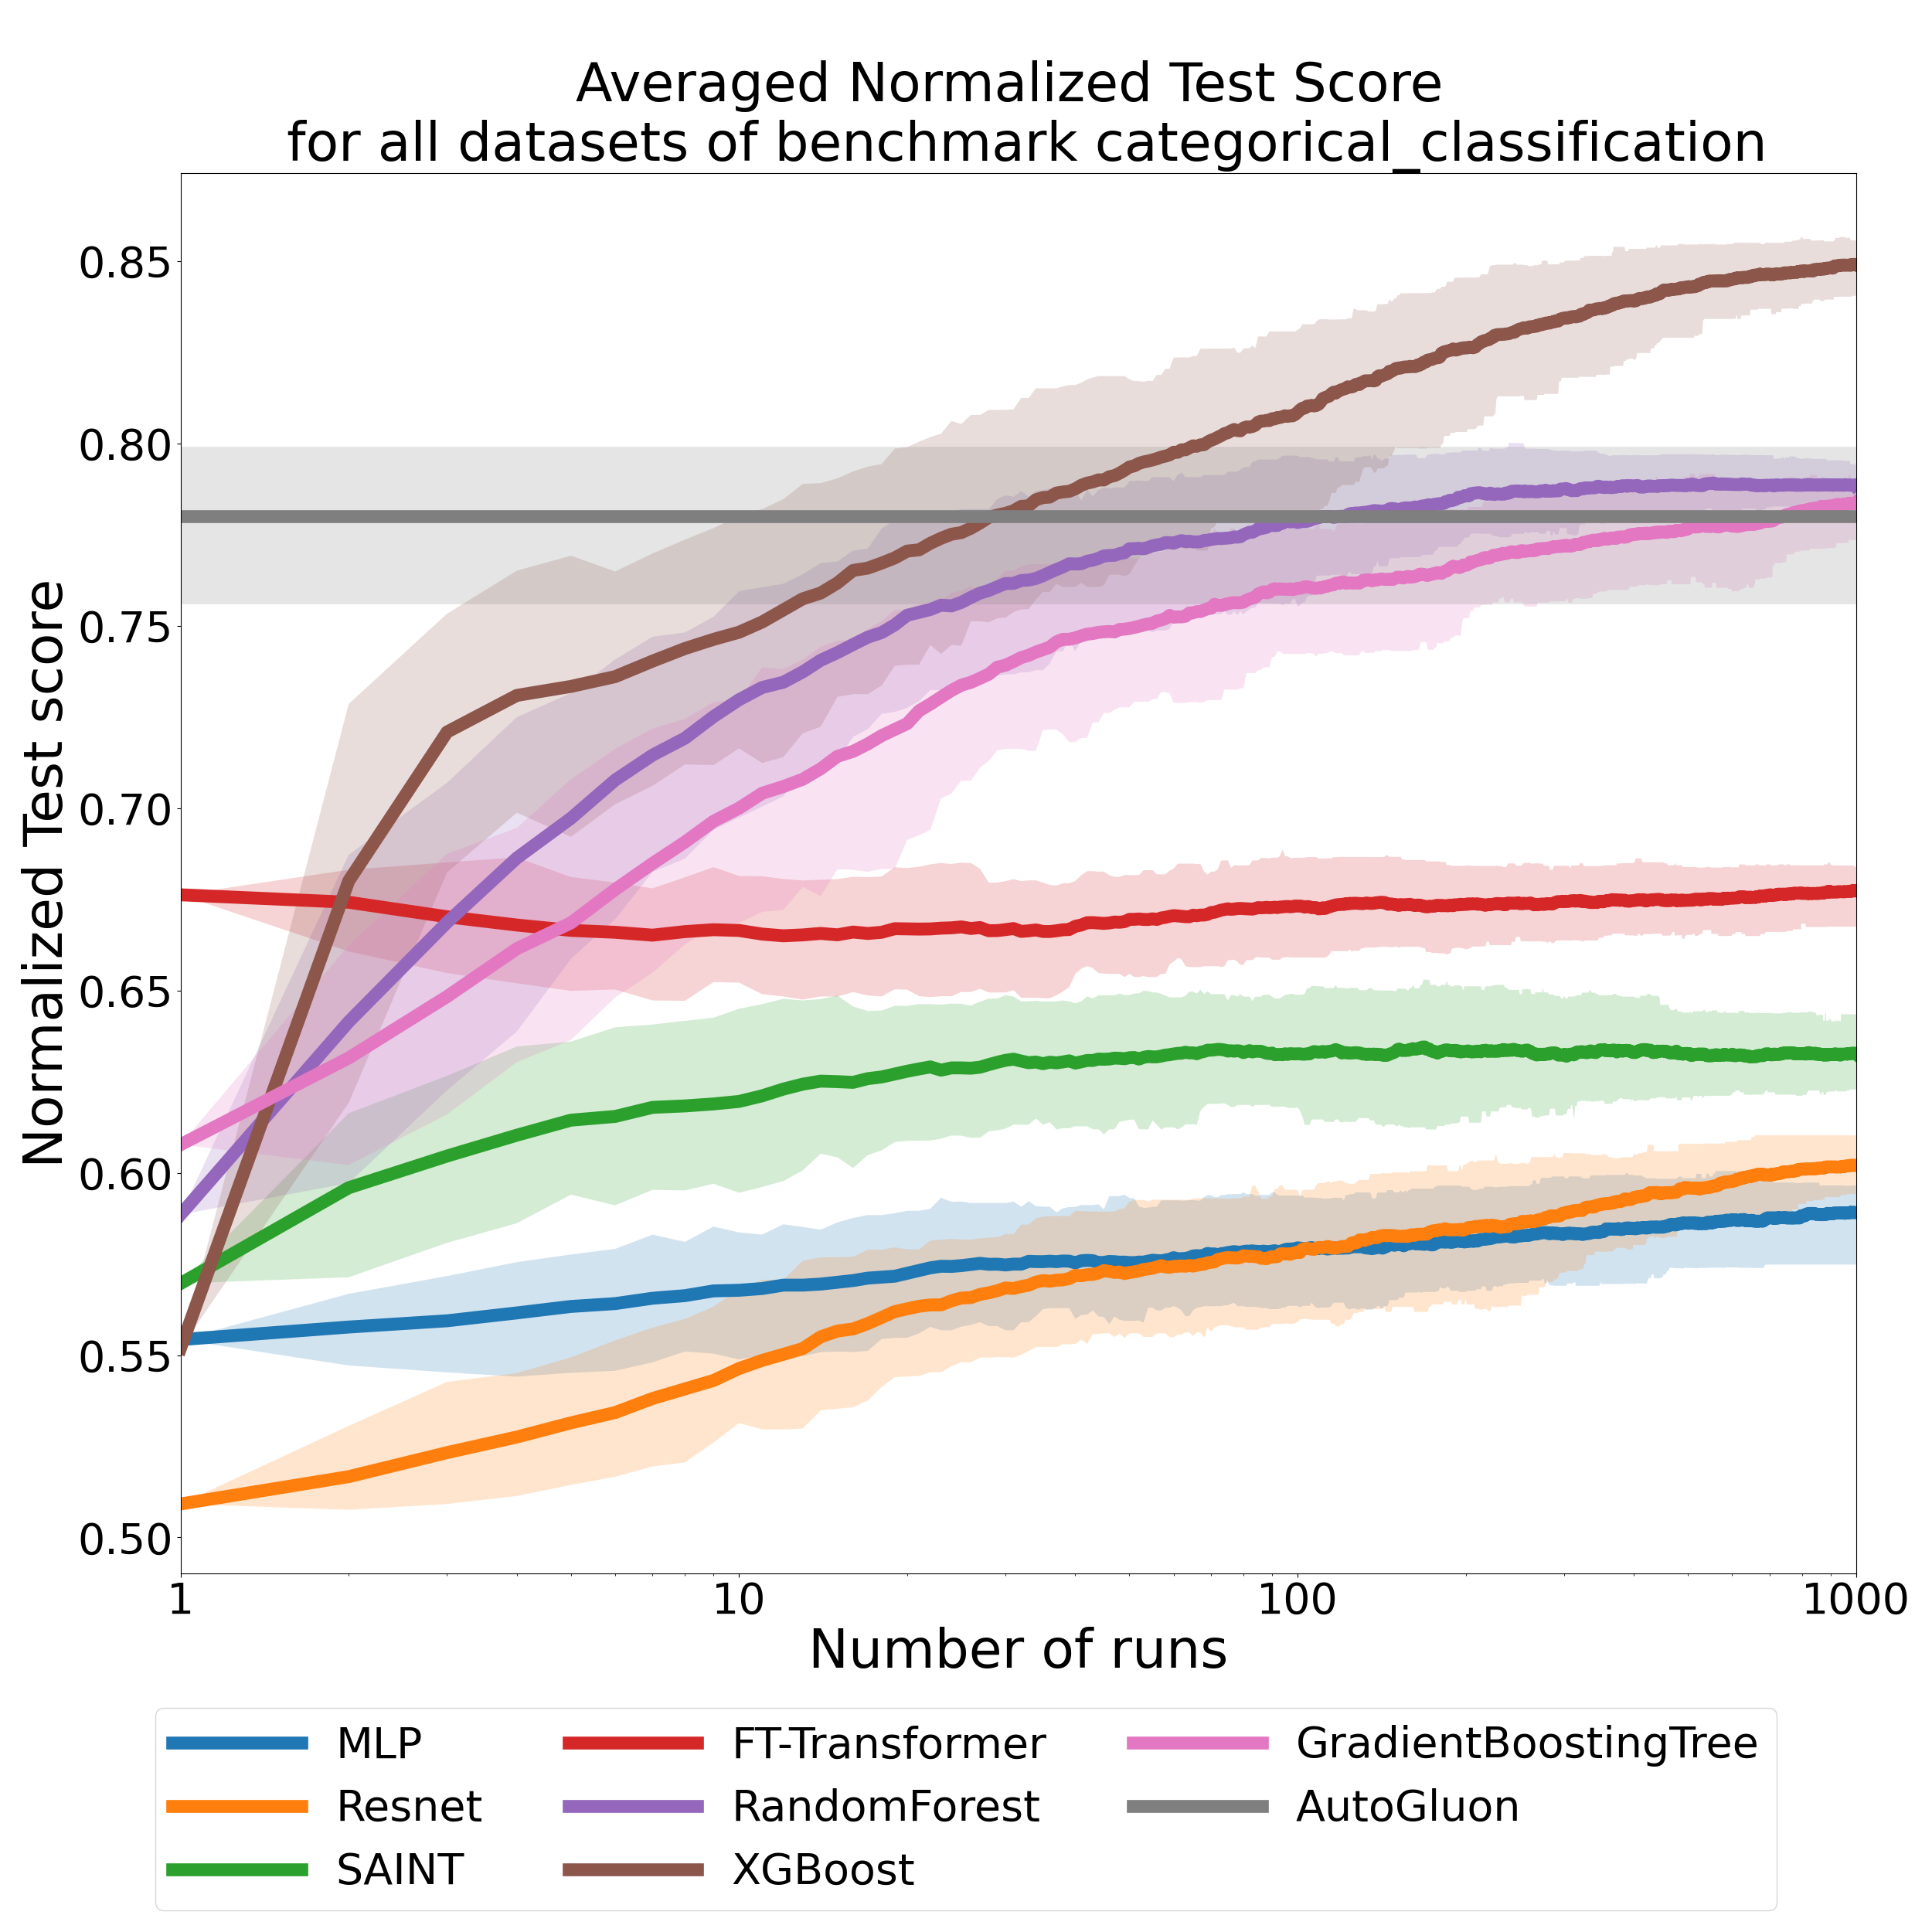 Averaged Normalized Test Score
for all datasets of benchmark categorical_classification
Normalized Test score
0.85
0.80
0.75
0.70
0.65
0.60
0.55
0.50
1 10 100 1000
Number of runs
MLP FT-Transformer GradientBoostingTree
Resnet RandomForest AutoGluon
SAINT XGBoost